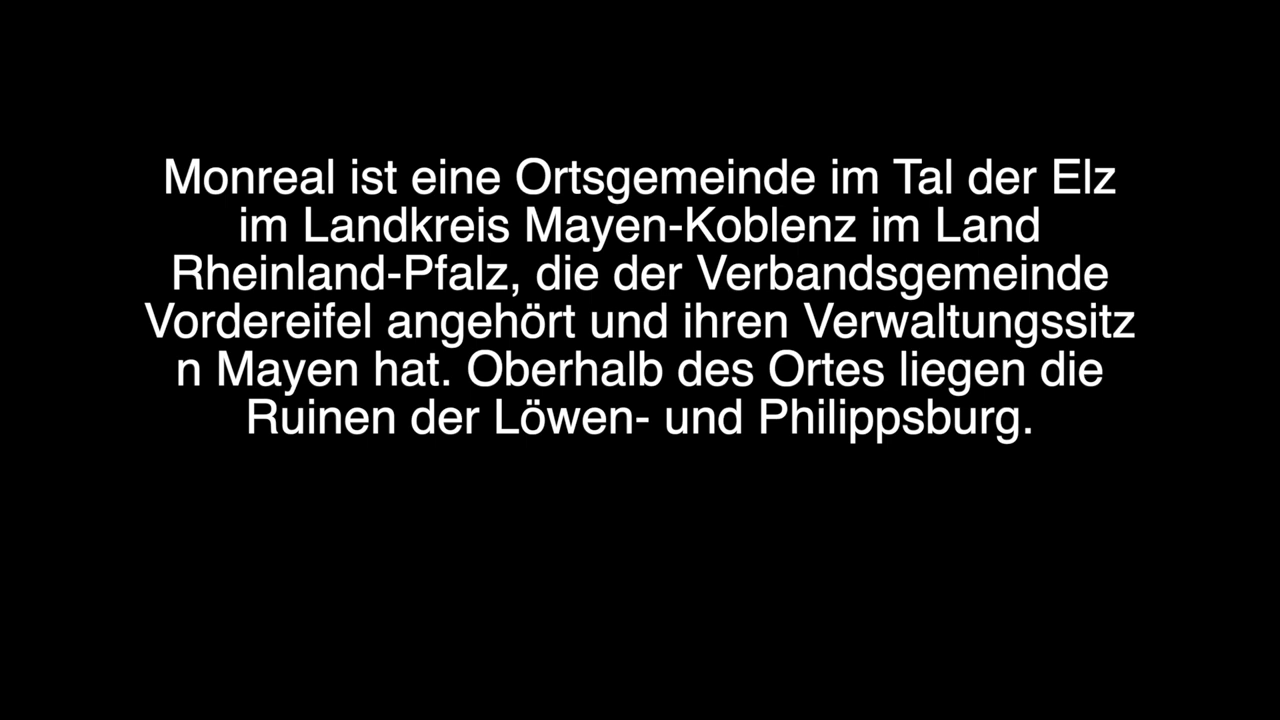 Monreal ist eine Ortsgemeinde im Tal der Elz
im Landkreis Mayen-Koblenz im Land
Rheinland-Pfalz, die der Verbandsgemeinde
Vordereifel angehört und ihren Verwaltungssitz
n Mayen hat. Oberhalb des Ortes liegen die
Ruinen der Löwen- und Philippsburg.